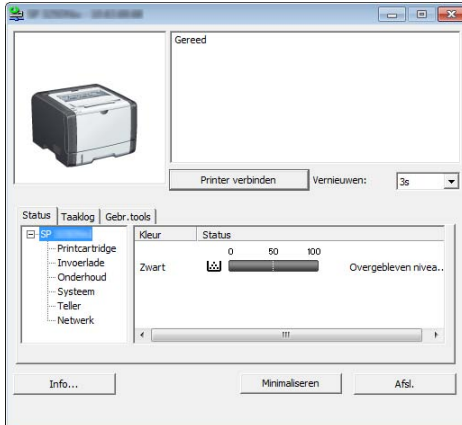 SP
Gereed
Printer verbinden
Vernieuwen:
3s
Status
Taaklog
Gebr.tools
SP
Printcartridge
Invoerlade
Onderhoud
Systeem
Teller
Netwerk
Kleur
Status
0 50 100
Zwart
Overgebleven nivea..
Info...
Minimaliseren
Afsl.